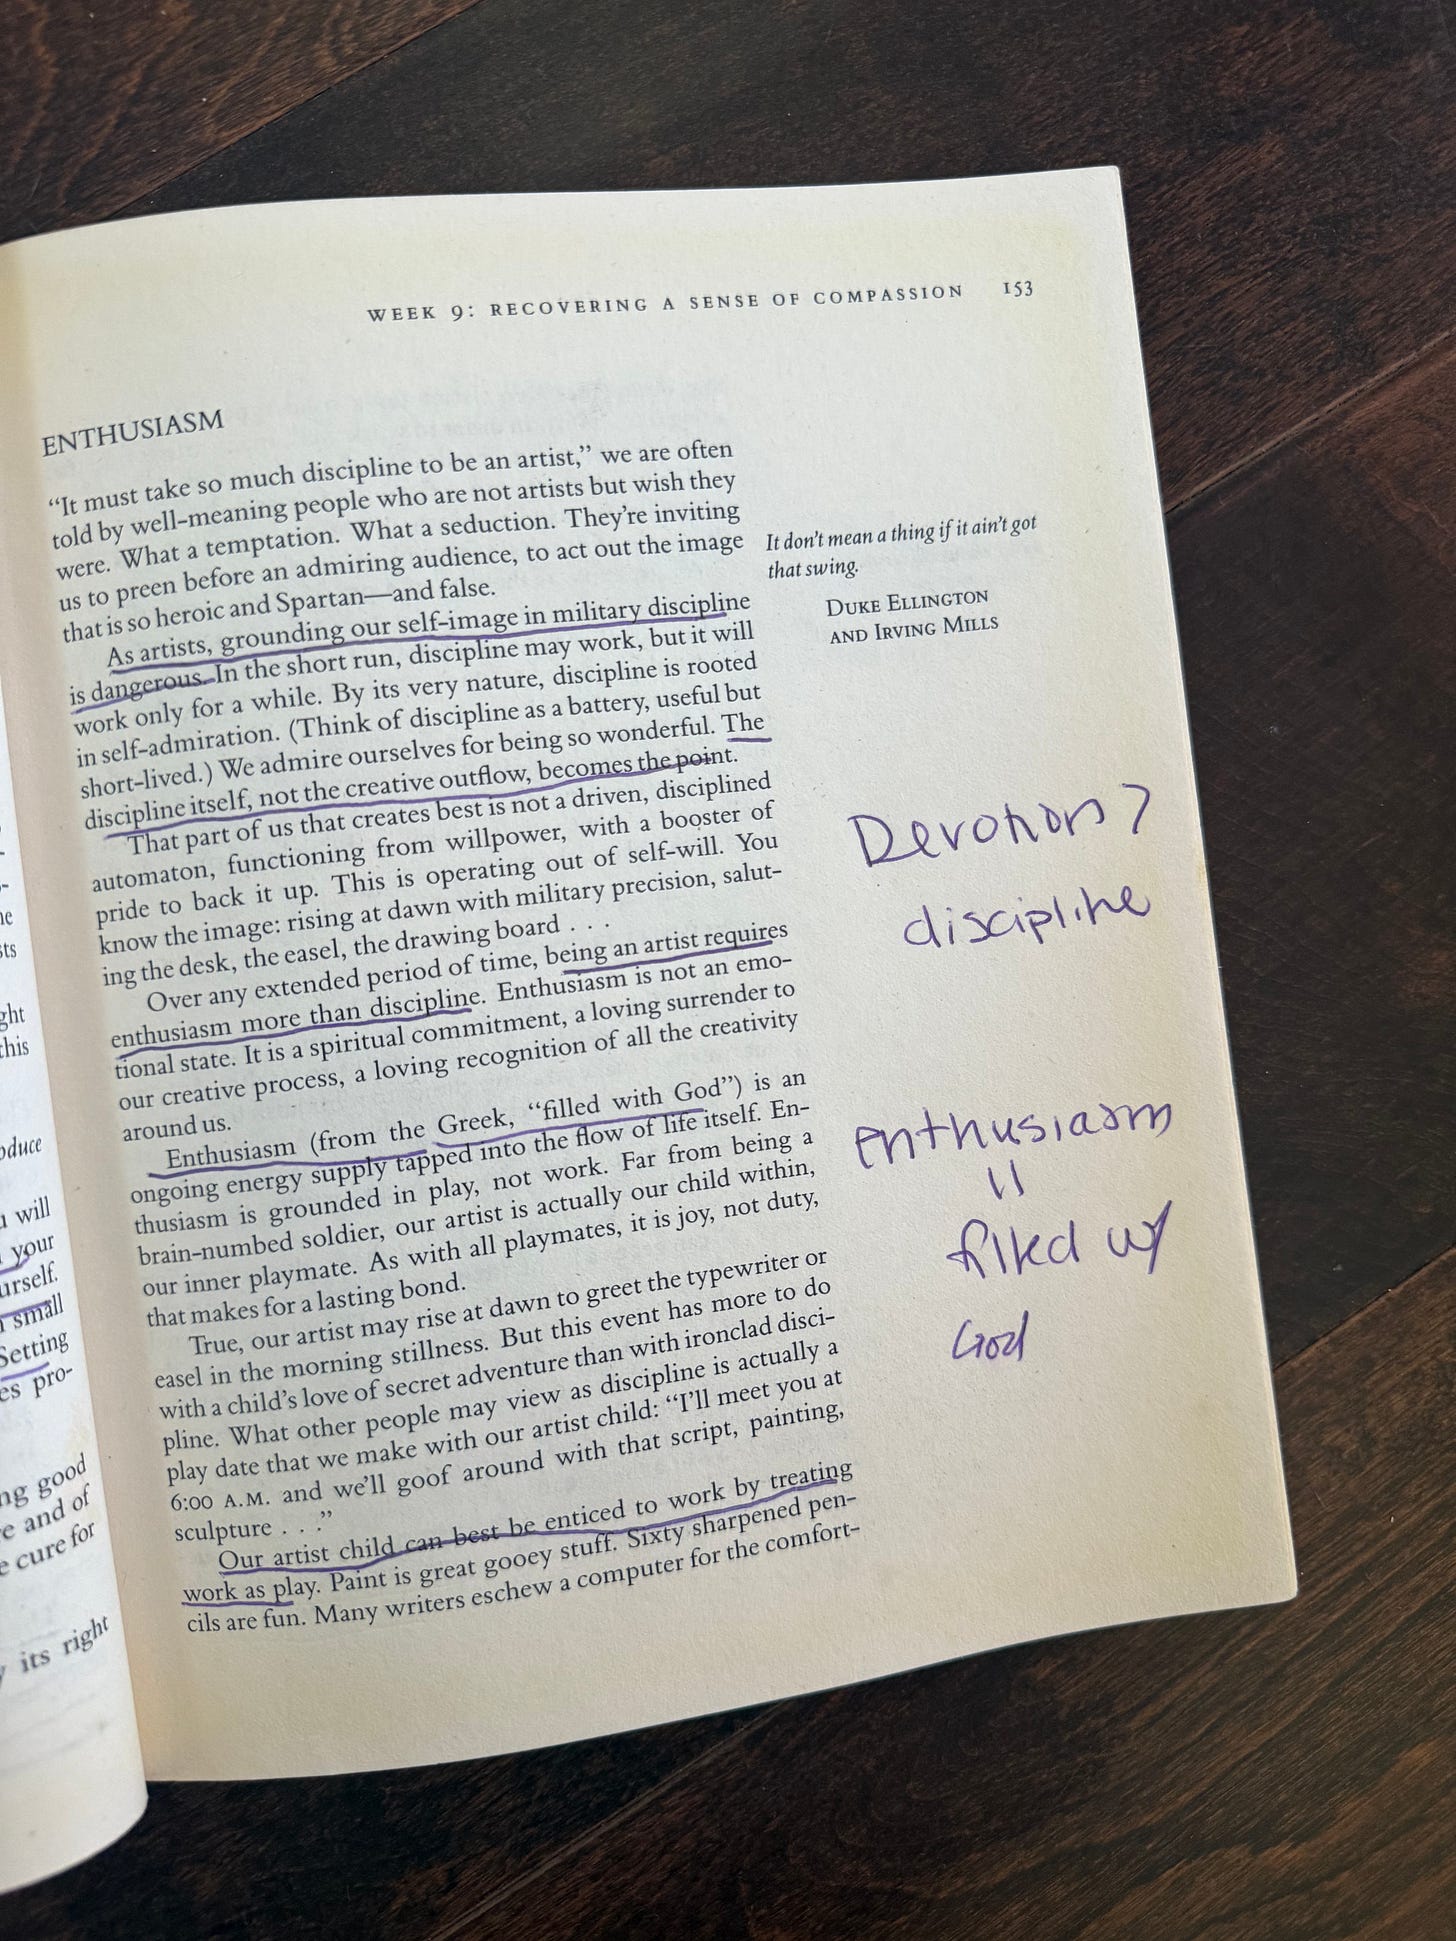 WEEK 9: RECOVERING A SENSE OF COMPASSION 153
ENTHUSIASM
“It must take so much discipline to be an artist,” we are often
told by well-meaning people who are not artists but wish they
were. What a temptation. What a seduction. They’re inviting
us to preen before an admiring audience, to act out the image
that is so heroic and Spartan—and false.
As artists, grounding our self-image in military discipline
is dangerous. In the short run, discipline may work, but it will
work only for a while. By its very nature, discipline is rooted
in self-admiration. (Think of discipline as a battery, useful but
short-lived.) We admire ourselves for being so wonderful. The
discipline itself, not the creative outflow, becomes the point.
That part of us that creates best is not a driven, disciplined
automaton, functioning from willpower, with a booster of
pride to back it up. This is operating out of self-will. You
know the image: rising at dawn with military precision, salut-
ing the desk, the easel, the drawing board . . .
Over any extended period of time, being an artist requires
enthusiasm more than discipline. Enthusiasm is not an emo-
tional state. It is a spiritual commitment, a loving surrender to
our creative process, a loving recognition of all the creativity
around us.
Enthusiasm (from the Greek, “filled with God”) is an
ongoing energy supply tapped into the flow of life itself. En-
thusiasm is grounded in play, not work. Far from being a
brain-numbed soldier, our artist is actually our child within,
our inner playmate. As with all playmates, it is joy, not duty,
that makes for a lasting bond.
True, our artist may rise at dawn to greet the typewriter or
easel in the morning stillness. But this event has more to do
with a child’s love of secret adventure than with ironclad disci-
pline. What other people may view as discipline is actually a
play date that we make with our artist child: “I’ll meet you at
6:00 A.M. and we’ll goof around with that script, painting,
sculpture . . .”
Our artist child can best be enticed to work by treating
work as play. Paint is great gooey stuff. Sixty sharpened pen-
cils are fun. Many writers eschew a computer for the comfort-
It don’t mean a thing if it ain’t got
that swing.
DUKE ELLINGTON
AND IRVING MILLS
Devotion >
discipline
enthusiasm
=
filled w/
God
ght
this
oduce
will
your
urself.
small
Setting
es pro-
ng good
e and of
e cure for
its right